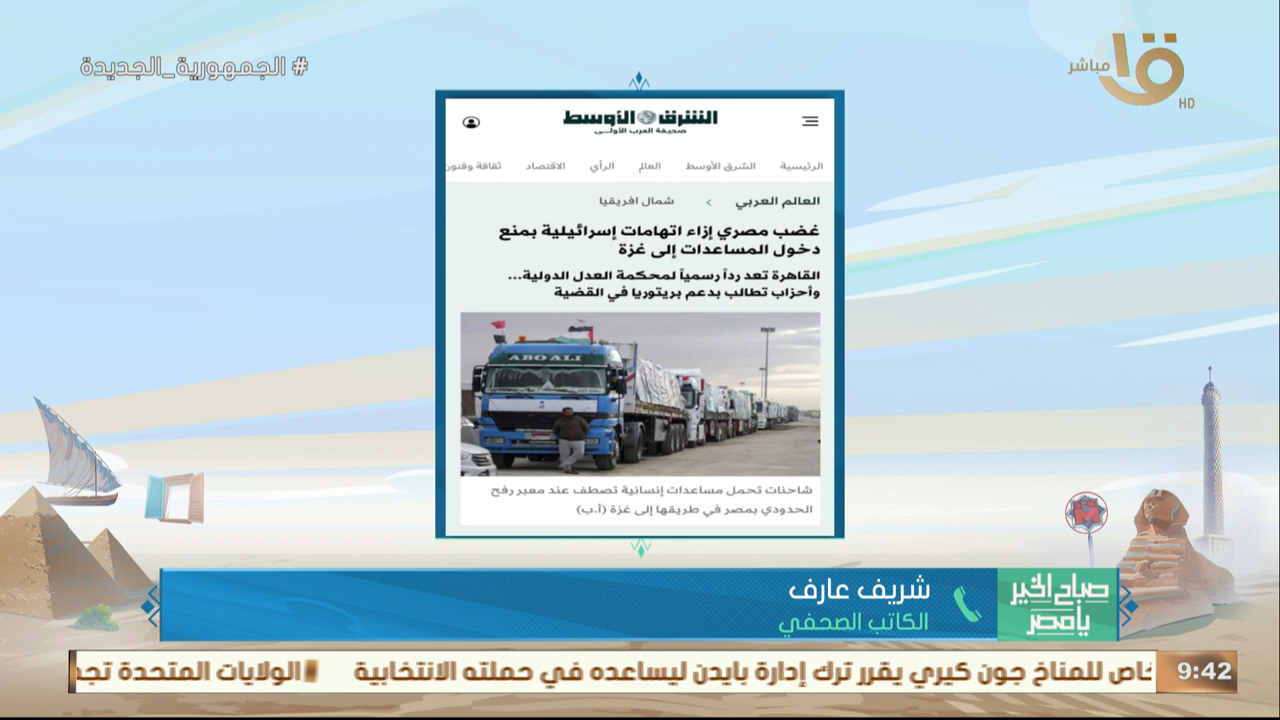 # الجمهورية_الجديدة
مباشر
HD
الشرق الأوسط
صحيفة العرب الأولى
الرئيسية الشرق الأوسط العالم الرأي الاقتصاد ثقافة وفنون
العالم العربي > شمال افريقيا
غضب مصري إزاء اتهامات إسرائيلية بمنع
دخول المساعدات إلى غزة
القاهرة تعد رداً رسمياً لمحكمة العدل الدولية...
وأحزاب تطالب بدعم بريتوريا في القضية
ABO ALI
شاحنات تحمل مساعدات إنسانية تصطف عند معبر رفح
الحدودي بمصر في طريقها إلى غزة (أ.ب)
شريف عارف
الكاتب الصحفي
صباح الخير
يا مصر
9:42
خاص للمناخ جون كيري يقرر ترك إدارة بايدن ليساعده في حملته الانتخابية الولايات المتحدة تجد